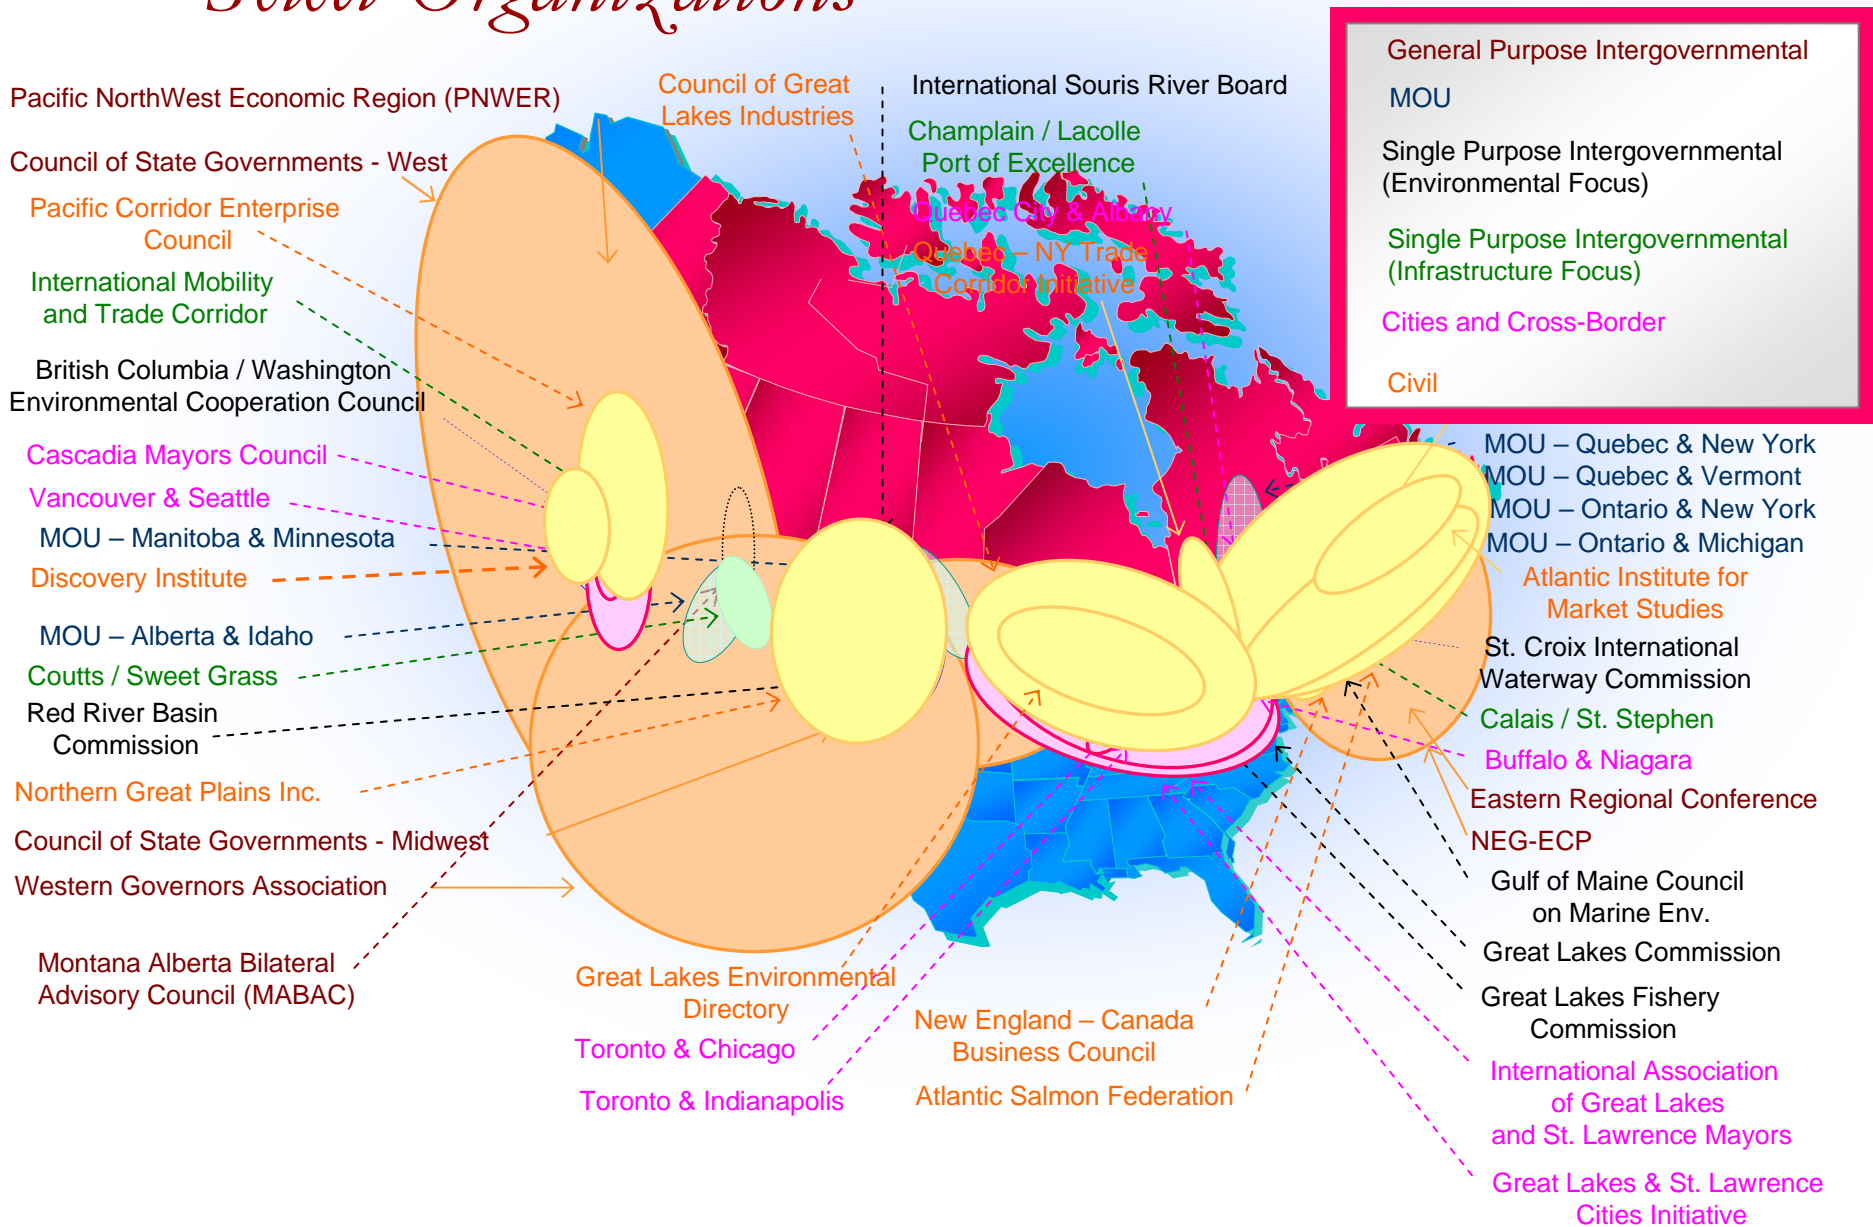 Select Organizations
Pacific NorthWest Economic Region (PNWER)
Council of State Governments - West
Pacific Corridor Enterprise
Council
International Mobility
and Trade Corridor
British Columbia / Washington
Environmental Cooperation Council
Cascadia Mayors Council
Vancouver & Seattle
MOU – Manitoba & Minnesota
Discovery Institute
MOU – Alberta & Idaho
Coutts / Sweet Grass
Red River Basin
Commission
Northern Great Plains Inc.
Council of State Governments - Midwest
Western Governors Association
Montana Alberta Bilateral
Advisory Council (MABAC)
Council of Great
Lakes Industries
International Souris River Board
Champlain / Lacolle
Port of Excellence
Quebec City & Albany
Quebec – NY Trade
Corridor Initiative
General Purpose Intergovernmental
MOU
Single Purpose Intergovernmental
(Environmental Focus)
Single Purpose Intergovernmental
(Infrastructure Focus)
Cities and Cross-Border
Civil
MOU – Quebec & New York
MOU – Quebec & Vermont
MOU – Ontario & New York
MOU – Ontario & Michigan
Atlantic Institute for
Market Studies
St. Croix International
Waterway Commission
Calais / St. Stephen
Buffalo & Niagara
Eastern Regional Conference
NEG-ECP
Gulf of Maine Council
on Marine Env.
Great Lakes Commission
Great Lakes Fishery
Commission
International Association
of Great Lakes
and St. Lawrence Mayors
Great Lakes & St. Lawrence
Cities Initiative
Great Lakes Environmental
Directory
Toronto & Chicago
Toronto & Indianapolis
New England – Canada
Business Council
Atlantic Salmon Federation